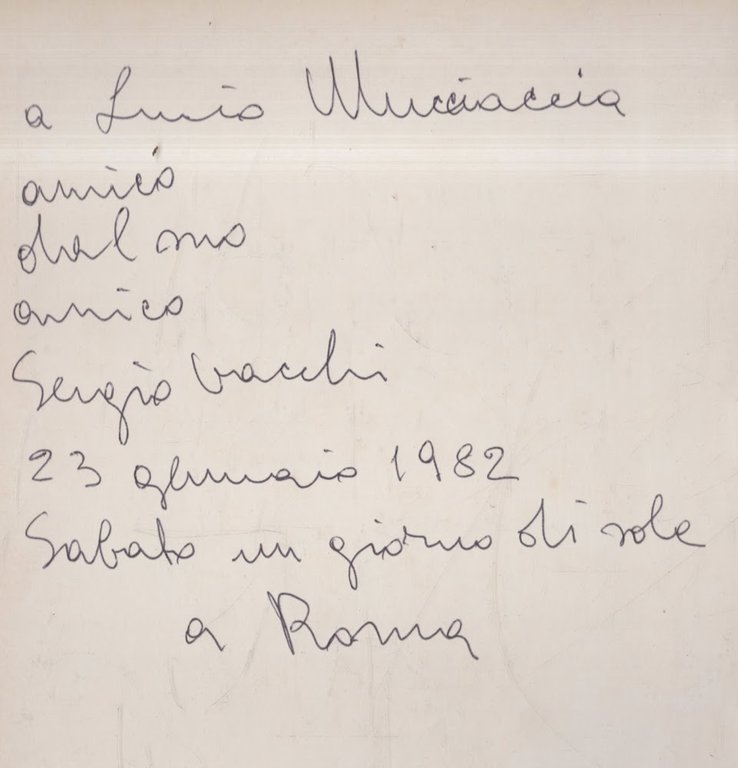 a Lucio Mucciaccia
amico
dal suo
amico
Sergio Vacchi
23 gennaio 1982
Sabato un giorno di sole
a Roma